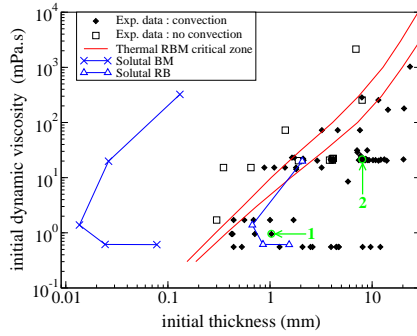 Exp. data : convection
Exp. data : no convection
Thermal RBM critical zone
Solutal BM
Solutal RB
initial dynamic viscosity (mPa.s)
10^4
10^3
10^2
10^1
10^0
10^-1
1
2
0.01 0.1 1 10
initial thickness (mm)